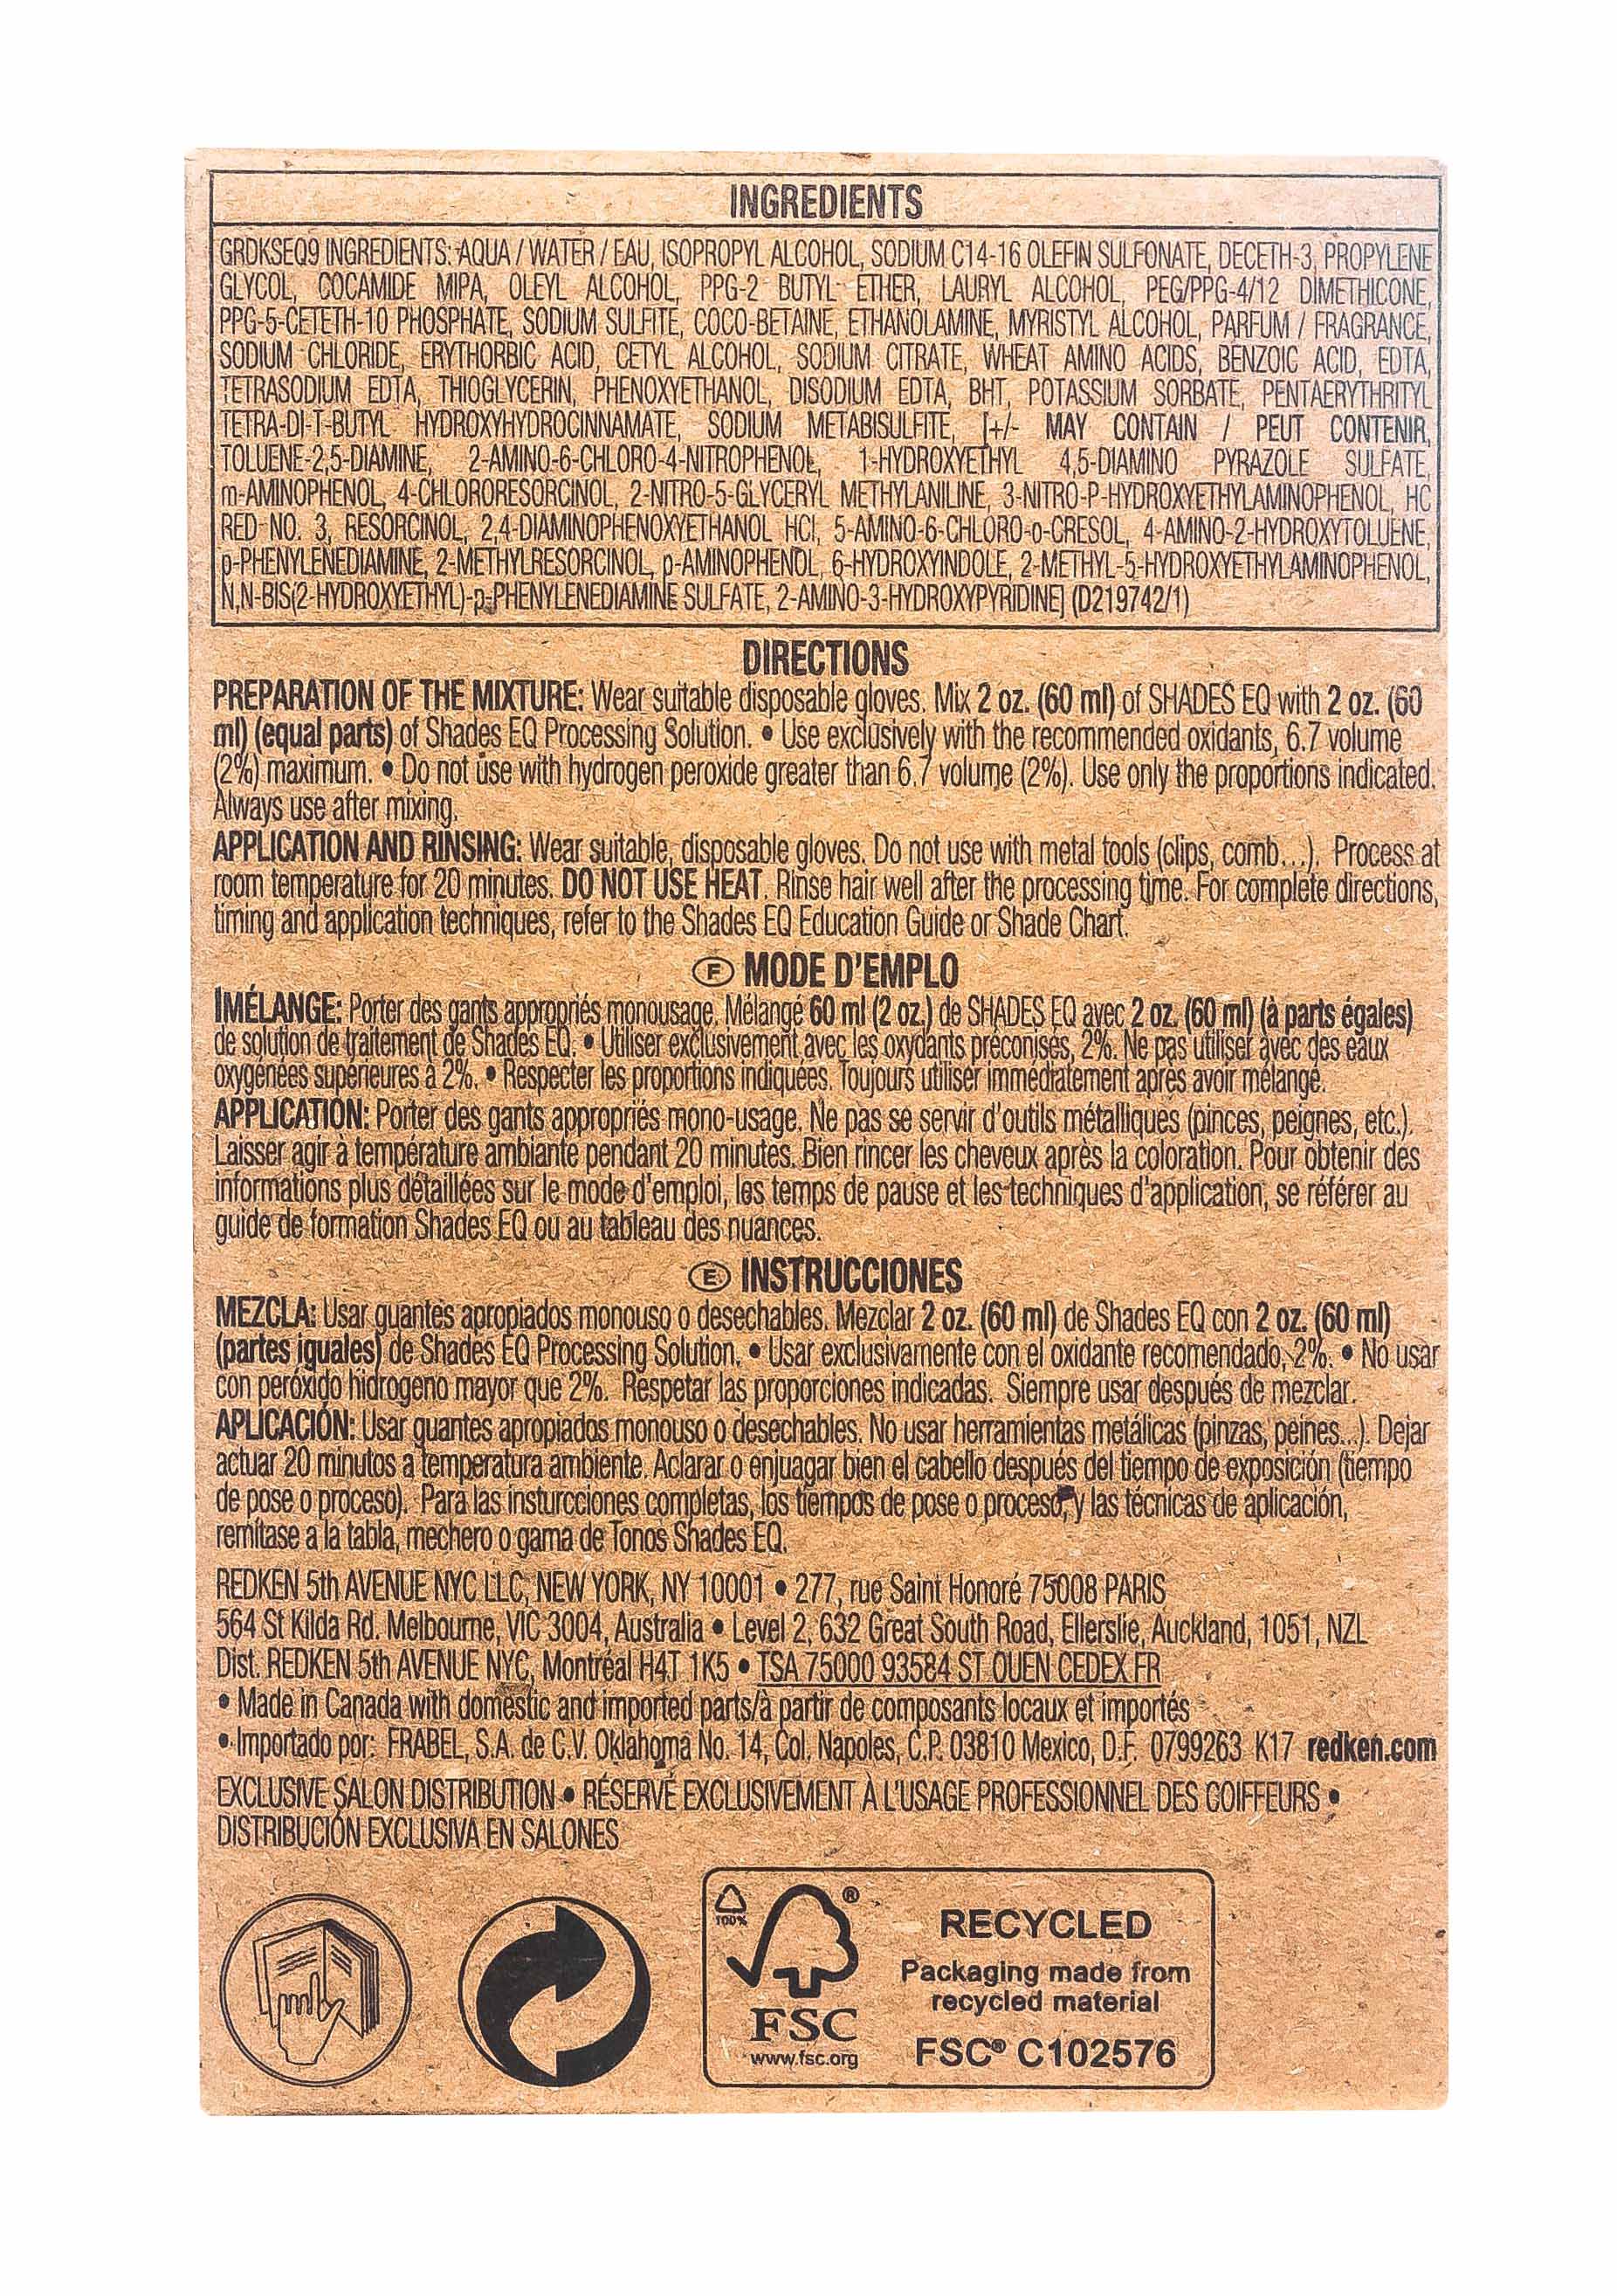 INGREDIENTS
GRDKSEQ9 INGREDIENTS: AQUA / WATER / EAU, ISOPROPYL ALCOHOL, SODIUM C14-16 OLEFIN SULFONATE, DECETH-3, PROPYLENE
GLYCOL, COCAMIDE MIPA, OLEYL ALCOHOL, PPG-2 BUTYL ETHER, LAURYL ALCOHOL, PEG/PPG-4/12 DIMETHICONE,
PPG-5-CETETH-10 PHOSPHATE, SODIUM SULFITE, COCO-BETAINE, ETHANOLAMINE, MYRISTYL ALCOHOL, PARFUM / FRAGRANCE,
SODIUM CHLORIDE, ERYTHORBIC ACID, CETYL ALCOHOL, SODIUM CITRATE, WHEAT AMINO ACIDS, BENZOIC ACID, EDTA,
TETRASODIUM EDTA, THIOGLYCERIN, PHENOXYETHANOL, DISODIUM EDTA, BHT, POTASSIUM SORBATE, PENTAERYTHRITYL
TETRA-DI-T-BUTYL HYDROXYHYDROCINNAMATE, SODIUM METABISULFITE, [+/- MAY CONTAIN / PEUT CONTENIR,
TOLUENE-2,5-DIAMINE, 2-AMINO-6-CHLORO-4-NITROPHENOL, 1-HYDROXYETHYL 4,5-DIAMINO PYRAZOLE SULFATE,
m-AMINOPHENOL, 4-CHLORORESORCINOL, 2-NITRO-5-GLYCERYL METHYLANILINE, 3-NITRO-P-HYDROXYETHYLAMINOPHENOL, HC
RED NO. 3, RESORCINOL, 2,4-DIAMINOPHENOXYETHANOL HCl, 5-AMINO-6-CHLORO-o-CRESOL, 4-AMINO-2-HYDROXYTOLUENE,
p-PHENYLENEDIAMINE, 2-METHYLRESORCINOL, p-AMINOPHENOL, 6-HYDROXYINDOLE, 2-METHYL-5-HYDROXYETHYLAMINOPHENOL,
N,N-BIS(2-HYDROXYETHYL)-p-PHENYLENEDIAMINE SULFATE, 2-AMINO-3-HYDROXYPYRIDINE] (D219742/1)
DIRECTIONS
PREPARATION OF THE MIXTURE: Wear suitable disposable gloves. Mix 2 oz. (60 ml) of SHADES EQ with 2 oz. (60
ml) (equal parts) of Shades EQ Processing Solution. • Use exclusively with the recommended oxidants, 6.7 volume
(2%) maximum. • Do not use with hydrogen peroxide greater than 6.7 volume (2%). Use only the proportions indicated.
Always use after mixing.
APPLICATION AND RINSING: Wear suitable, disposable gloves. Do not use with metal tools (clips, comb...). Process at
room temperature for 20 minutes. DO NOT USE HEAT. Rinse hair well after the processing time. For complete directions,
timing and application techniques, refer to the Shades EQ Education Guide or Shade Chart.
F MODE D'EMPLO
IMÉLANGE: Porter des gants appropriés monousage. Mélangé 60 ml (2 oz.) de SHADES EQ avec 2 oz. (60 ml) (à parts égales)
de solution de traitement de Shades EQ. • Utiliser exclusivement avec les oxydants préconisés, 2%. Ne pas utiliser avec des eaux
oxygénées supérieures à 2%. • Respecter les proportions indiquées. Toujours utiliser immédiatement après avoir mélangé.
APPLICATION: Porter des gants appropriés mono-usage. Ne pas se servir d'outils métalliques (pinces, peignes, etc.).
Laisser agir à température ambiante pendant 20 minutes. Bien rincer les cheveux après la coloration. Pour obtenir des
informations plus détaillées sur le mode d'emploi, les temps de pause et les techniques d'application, se référer au
guide de formation Shades EQ ou au tableau des nuances.
E INSTRUCCIONES
MEZCLA: Usar guantes apropiados monouso o desechables. Mezclar 2 oz. (60 ml) de Shades EQ con 2 oz. (60 ml)
(partes iguales) de Shades EQ Processing Solution. • Usar exclusivamente con el oxidante recomendado, 2%. • No usar
con peróxido hidrogeno mayor que 2%. Respetar las proporciones indicadas. Siempre usar después de mezclar.
APLICACIÓN: Usar guantes apropiados monouso o desechables. No usar herramientas metálicas (pinzas, peines...). Dejar
actuar 20 minutos a temperatura ambiente. Aclarar o enjuagar bien el cabello después del tiempo de exposición (tiempo
de pose o proceso). Para las insturcciones completas, los tiempos de pose o proceso, y las técnicas de aplicación,
remítase a la tabla, mechero o gama de Tonos Shades EQ.
REDKEN 5th AVENUE NYC LLC, NEW YORK, NY 10001 • 277, rue Saint Honoré 75008 PARIS
564 St Kilda Rd. Melbourne, VIC 3004, Australia • Level 2, 632 Great South Road, Ellerslie, Auckland, 1051, NZL
Dist. REDKEN 5th AVENUE NYC, Montréal H4T 1K5 • TSA 75000 93584 ST OUEN CEDEX FR
• Made in Canada with domestic and imported parts/à partir de composants locaux et importés
• Importado por: FRABEL, S.A. de C.V. Oklahoma No. 14, Col. Napoles, C.P. 03810 Mexico, D.F. 0799263 K17 redken.com
EXCLUSIVE SALON DISTRIBUTION • RÉSERVÉ EXCLUSIVEMENT À L'USAGE PROFESSIONNEL DES COIFFEURS •
DISTRIBUCIÓN EXCLUSIVA EN SALONES
100%
®
FSC
www.fsc.org
RECYCLED
Packaging made from
recycled material
FSC® C102576